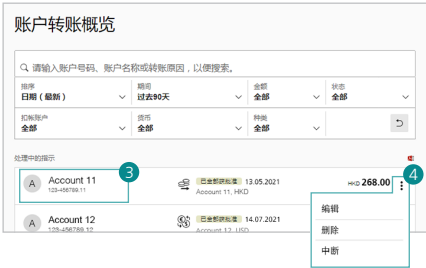 账户转账概览
请输入账户号码、账户名称或转账原因，以便搜索。
排序 期间 金额 状态
日期（最新） 过去90天 全部 全部
扣帐账户 货币 种类
全部 全部 全部
处理中的指示
3 4
A Account 11 已全部获批准 13.05.2021 HKD 268.00
123-456789.11 Account 11, HKD
编辑
A Account 12 已全部获批准 14.07.2021
123-456789.12 Account 12, USD
删除
中断